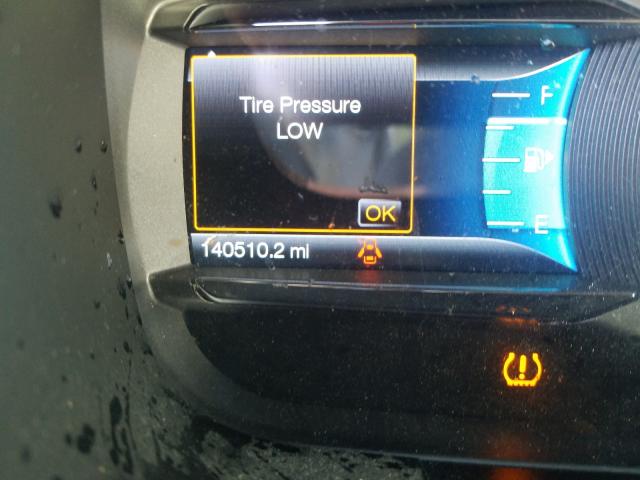 Tire Pressure
LOW
OK
140510.2 mi
F
E